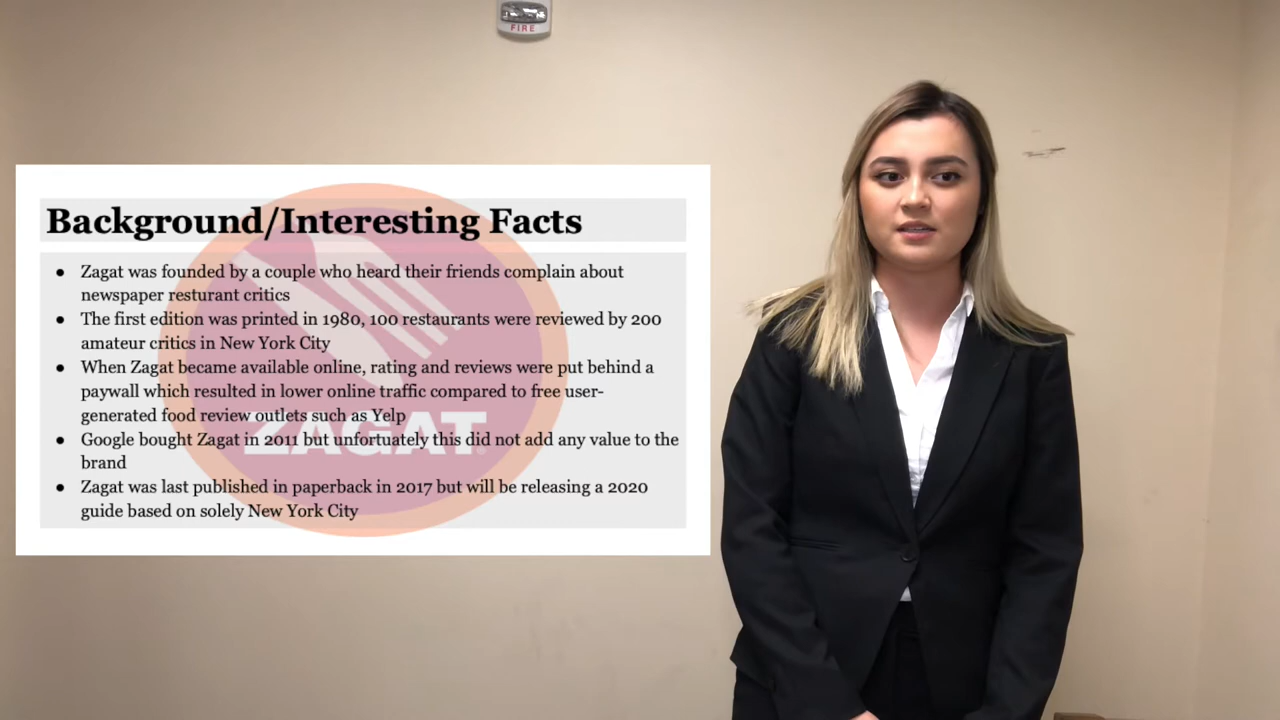 FIRE
Background/Interesting Facts
● Zagat was founded by a couple who heard their friends complain about
newspaper resturant critics
● The first edition was printed in 1980, 100 restaurants were reviewed by 200
amateur critics in New York City
● When Zagat became available online, rating and reviews were put behind a
paywall which resulted in lower online traffic compared to free user-
generated food review outlets such as Yelp
● Google bought Zagat in 2011 but unfortuately this did not add any value to the
brand
● Zagat was last published in paperback in 2017 but will be releasing a 2020
guide based on solely New York City
ZAGAT®